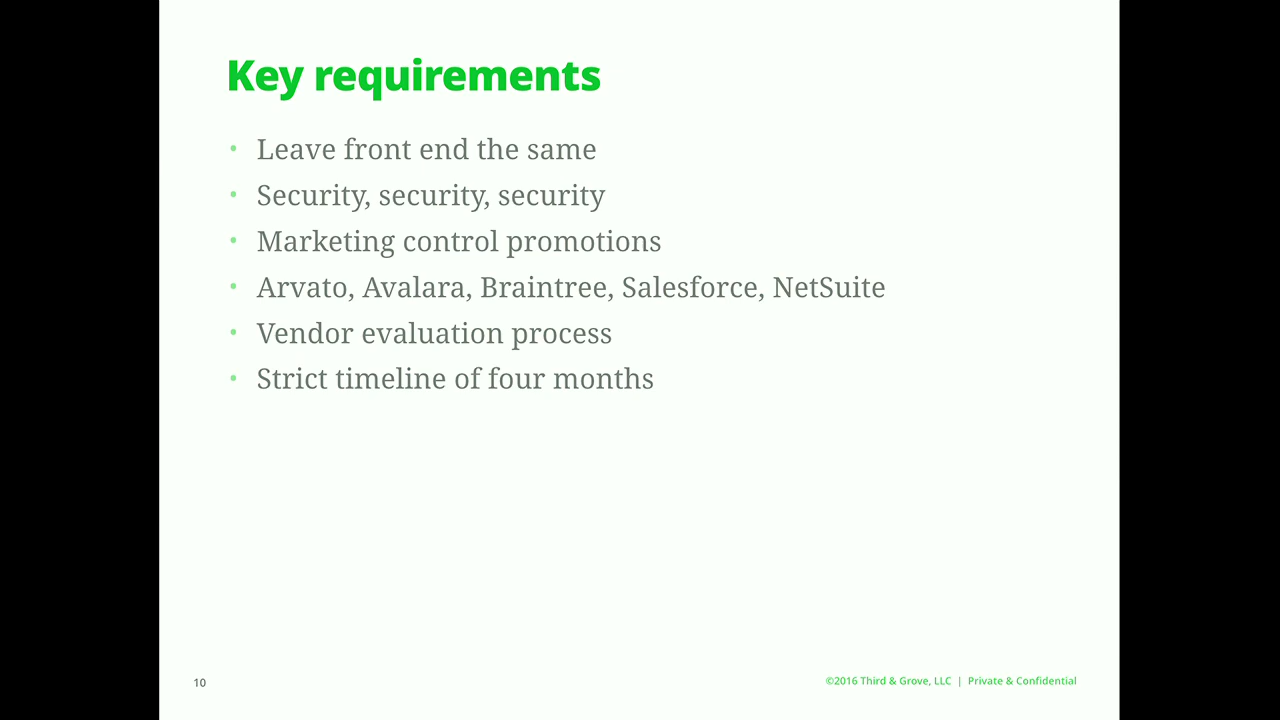 Key requirements
• Leave front end the same
• Security, security, security
• Marketing control promotions
• Arvato, Avalara, Braintree, Salesforce, NetSuite
• Vendor evaluation process
• Strict timeline of four months
10
©2016 Third & Grove, LLC | Private & Confidential